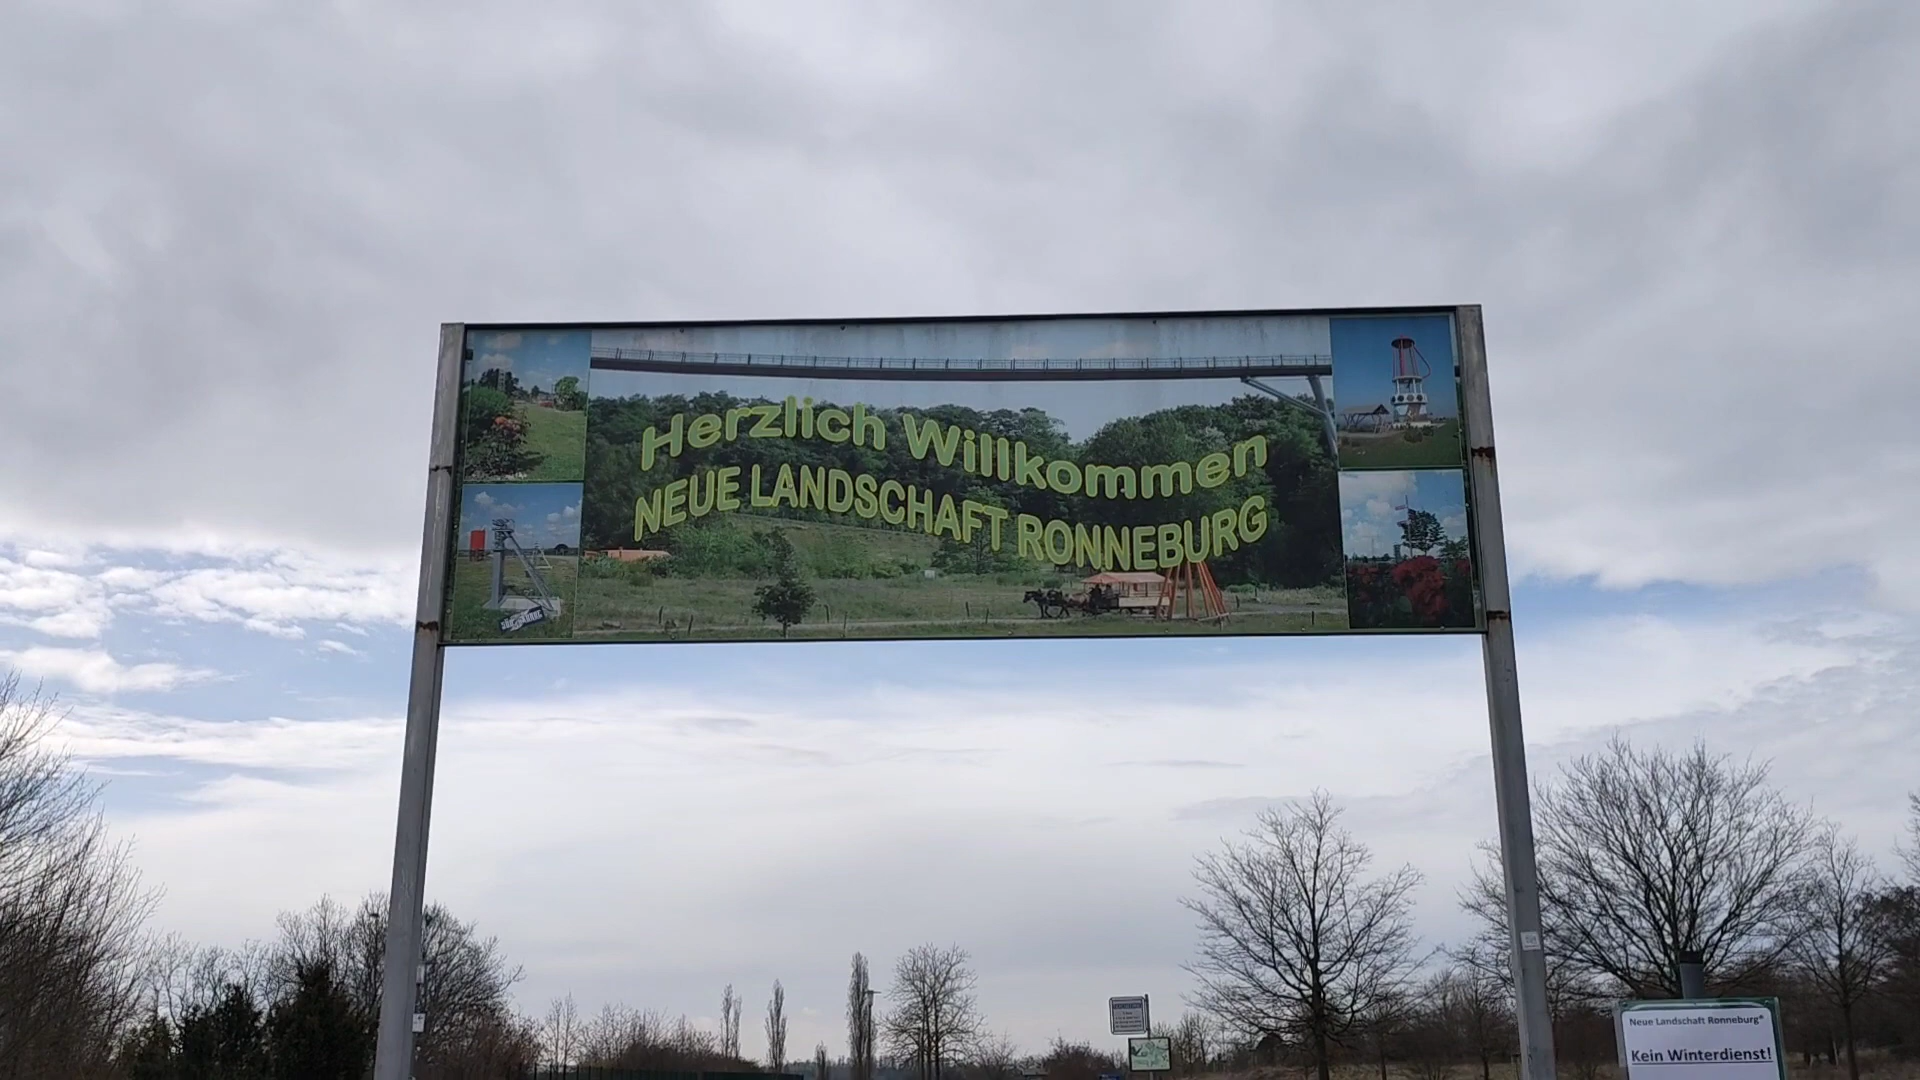 Herzlich Willkommen
NEUE LANDSCHAFT RONNEBURG
Neue Landschaft Ronneburg®
Kein Winterdienst!